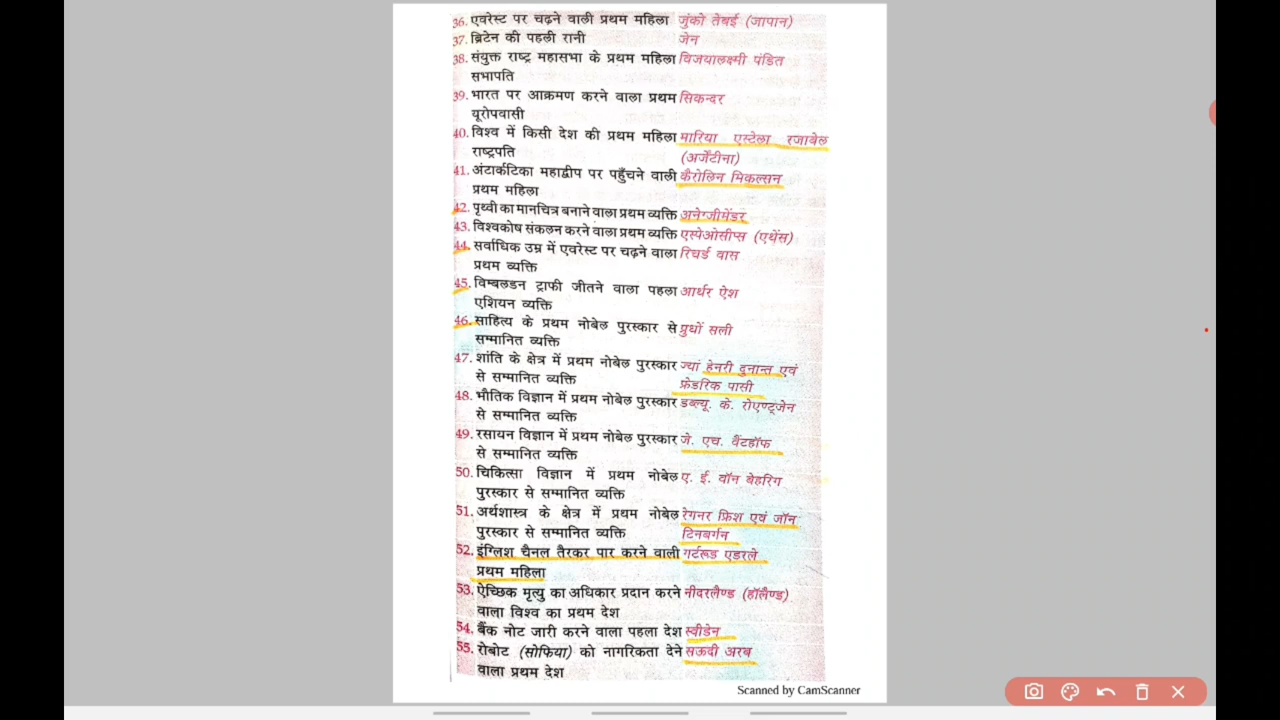 36. एवरेस्ट पर चढ़ने वाली प्रथम महिला जुंको तेबई (जापान)
37. ब्रिटेन की पहली रानी जेन
38. संयुक्त राष्ट्र महासभा के प्रथम महिला विजयालक्ष्मी पंडित
सभापति
39. भारत पर आक्रमण करने वाला प्रथम सिकन्दर
यूरोपवासी
40. विश्व में किसी देश की प्रथम महिला मारिया एस्टेला रजाबेल
राष्ट्रपति (अर्जेंटीना)
41. अंटार्कटिका महाद्वीप पर पहुँचने वाली कैरोलिन मिकल्सन
प्रथम महिला
42. पृथ्वी का मानचित्र बनाने वाला प्रथम व्यक्ति अनेग्जीमेंडर
43. विश्वकोष संकलन करने वाला प्रथम व्यक्ति एस्पेओसीप्स (एथेंस)
44. सर्वाधिक उम्र में एवरेस्ट पर चढ़ने वाला रिचर्ड वास
प्रथम व्यक्ति
45. विम्बलडन ट्राफी जीतने वाला पहला आर्थर ऐश
एशियन व्यक्ति
46. साहित्य के प्रथम नोबेल पुरस्कार से प्रुधों सली
सम्मानित व्यक्ति
47. शांति के क्षेत्र में प्रथम नोबेल पुरस्कार ज्यां हेनरी दुनान्त एवं
से सम्मानित व्यक्ति फ्रेडरिक पासी
48. भौतिक विज्ञान में प्रथम नोबेल पुरस्कार डब्ल्यू. के. रोएण्ट्जेन
से सम्मानित व्यक्ति
49. रसायन विज्ञान में प्रथम नोबेल पुरस्कार जे. एच. वैंटहॉफ
से सम्मानित व्यक्ति
50. चिकित्सा विज्ञान में प्रथम नोबेल ए. ई. वॉन बेहरिग
पुरस्कार से सम्मानित व्यक्ति
51. अर्थशास्त्र के क्षेत्र में प्रथम नोबेल रेगनर फ्रिश एवं जॉन
पुरस्कार से सम्मानित व्यक्ति टिनबर्गन
52. इंग्लिश चैनल तैरकर पार करने वाली गर्टरूड एडरले
प्रथम महिला
53. ऐच्छिक मृत्यु का अधिकार प्रदान करने नीदरलैण्ड (हॉलैण्ड)
वाला विश्व का प्रथम देश
54. बैंक नोट जारी करने वाला पहला देश स्वीडेन
55. रोबोट (सोफिया) को नागरिकता देने सऊदी अरब
वाला प्रथम देश
Scanned by CamScanner